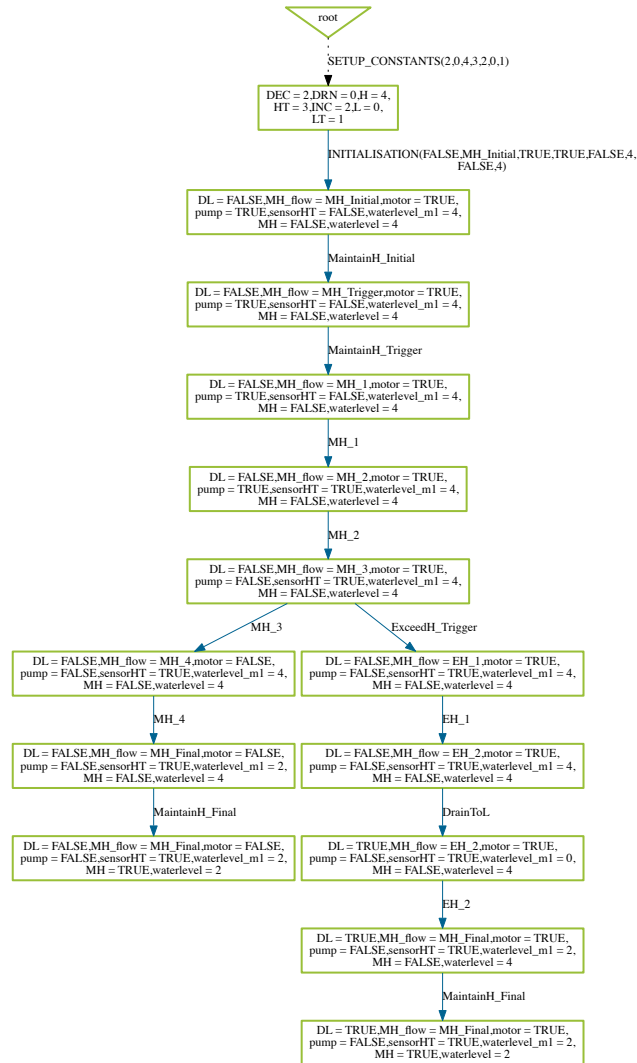 root
SETUP_CONSTANTS(2,0,4,3,2,0,1)
DEC = 2,DRN = 0,H = 4,
HT = 3,INC = 2,L = 0,
LT = 1
INITIALISATION(FALSE,MH_Initial,TRUE,TRUE,FALSE,4,
FALSE,4)
DL = FALSE,MH_flow = MH_Initial,motor = TRUE,
pump = TRUE,sensorHT = FALSE,waterlevel_m1 = 4,
MH = FALSE,waterlevel = 4
MaintainH_Initial
DL = FALSE,MH_flow = MH_Trigger,motor = TRUE,
pump = TRUE,sensorHT = FALSE,waterlevel_m1 = 4,
MH = FALSE,waterlevel = 4
MaintainH_Trigger
DL = FALSE,MH_flow = MH_1,motor = TRUE,
pump = TRUE,sensorHT = FALSE,waterlevel_m1 = 4,
MH = FALSE,waterlevel = 4
MH_1
DL = FALSE,MH_flow = MH_2,motor = TRUE,
pump = TRUE,sensorHT = TRUE,waterlevel_m1 = 4,
MH = FALSE,waterlevel = 4
MH_2
DL = FALSE,MH_flow = MH_3,motor = TRUE,
pump = FALSE,sensorHT = TRUE,waterlevel_m1 = 4,
MH = FALSE,waterlevel = 4
MH_3
DL = FALSE,MH_flow = MH_4,motor = FALSE,
pump = FALSE,sensorHT = TRUE,waterlevel_m1 = 4,
MH = FALSE,waterlevel = 4
MH_4
DL = FALSE,MH_flow = MH_Final,motor = FALSE,
pump = FALSE,sensorHT = TRUE,waterlevel_m1 = 2,
MH = FALSE,waterlevel = 4
MaintainH_Final
DL = FALSE,MH_flow = MH_Final,motor = FALSE,
pump = FALSE,sensorHT = TRUE,waterlevel_m1 = 2,
MH = TRUE,waterlevel = 2
ExceedH_Trigger
DL = FALSE,MH_flow = EH_1,motor = TRUE,
pump = FALSE,sensorHT = TRUE,waterlevel_m1 = 4,
MH = FALSE,waterlevel = 4
EH_1
DL = FALSE,MH_flow = EH_2,motor = TRUE,
pump = FALSE,sensorHT = TRUE,waterlevel_m1 = 4,
MH = FALSE,waterlevel = 4
DrainToL
DL = TRUE,MH_flow = EH_2,motor = TRUE,
pump = FALSE,sensorHT = TRUE,waterlevel_m1 = 0,
MH = FALSE,waterlevel = 4
EH_2
DL = TRUE,MH_flow = MH_Final,motor = TRUE,
pump = FALSE,sensorHT = TRUE,waterlevel_m1 = 2,
MH = FALSE,waterlevel = 4
MaintainH_Final
DL = TRUE,MH_flow = MH_Final,motor = TRUE,
pump = FALSE,sensorHT = TRUE,waterlevel_m1 = 2,
MH = TRUE,waterlevel = 2